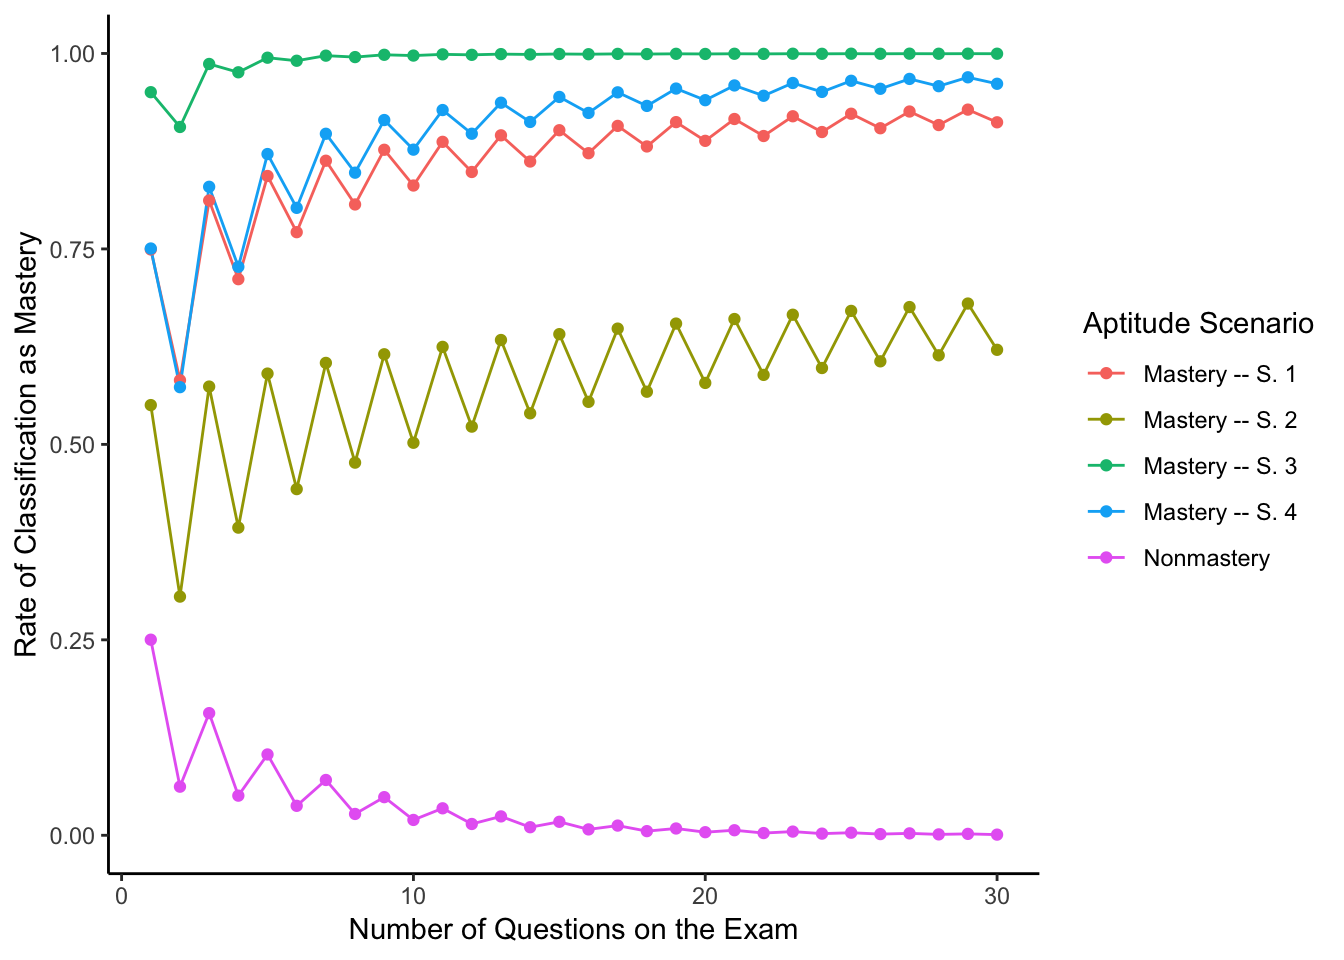 1.00
0.75
0.50
0.25
0.00
Rate of Classification as Mastery
0
10
20
30
Number of Questions on the Exam
Aptitude Scenario
Mastery -- S. 1
Mastery -- S. 2
Mastery -- S. 3
Mastery -- S. 4
Nonmastery